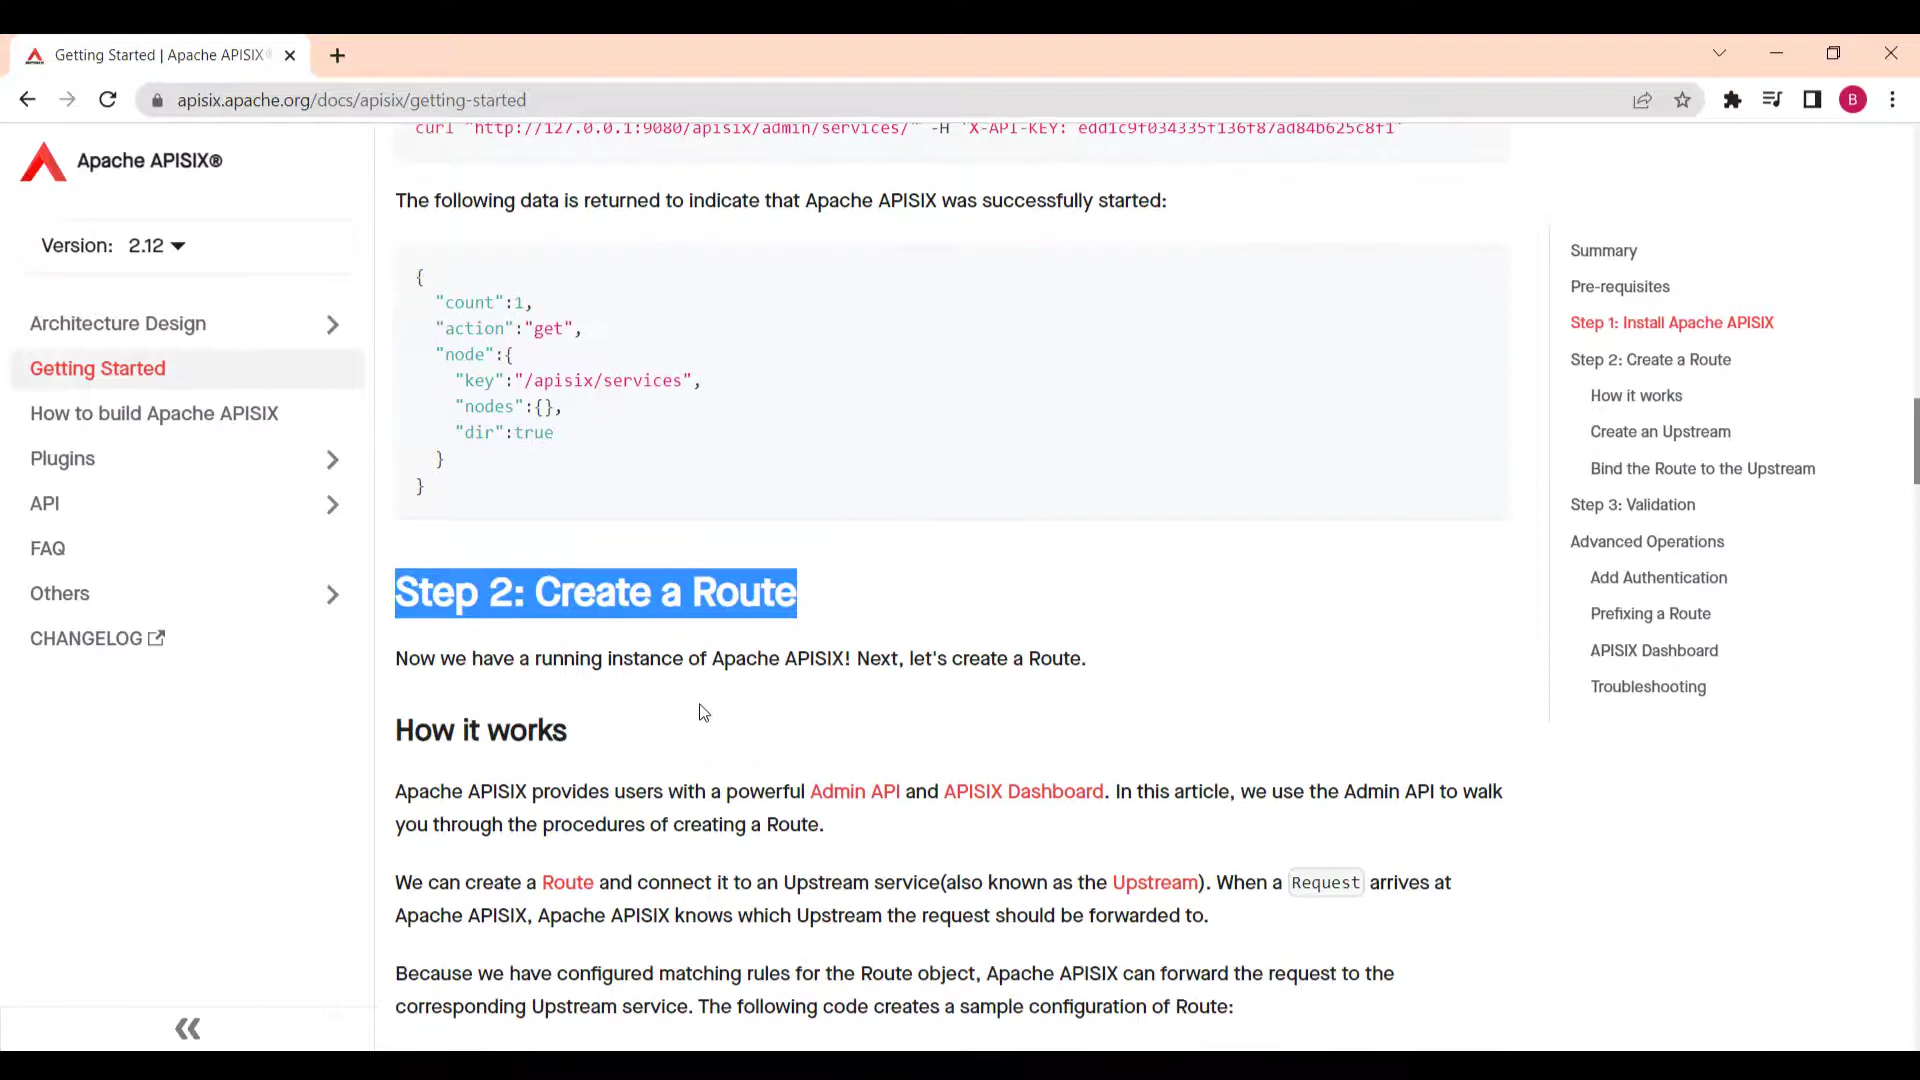 Getting Started | Apache APISIX®
apisix.apache.org/docs/apisix/getting-started
B
Apache APISIX®
Version: 2.12
Architecture Design
Getting Started
How to build Apache APISIX
Plugins
API
FAQ
Others
CHANGELOG
curl "http://127.0.0.1:9080/apisix/admin/services/" -H 'X-API-KEY: edd1c9f034335f136f87ad84b625c8f1'
The following data is returned to indicate that Apache APISIX was successfully started:
{
"count":1,
"action":"get",
"node":{
"key":"/apisix/services",
"nodes":{},
"dir":true
}
}
Step 2: Create a Route
Now we have a running instance of Apache APISIX! Next, let's create a Route.
How it works
Apache APISIX provides users with a powerful Admin API and APISIX Dashboard. In this article, we use the Admin API to walk
you through the procedures of creating a Route.
We can create a Route and connect it to an Upstream service(also known as the Upstream). When a Request arrives at
Apache APISIX, Apache APISIX knows which Upstream the request should be forwarded to.
Because we have configured matching rules for the Route object, Apache APISIX can forward the request to the
corresponding Upstream service. The following code creates a sample configuration of Route:
Summary
Pre-requisites
Step 1: Install Apache APISIX
Step 2: Create a Route
How it works
Create an Upstream
Bind the Route to the Upstream
Step 3: Validation
Advanced Operations
Add Authentication
Prefixing a Route
APISIX Dashboard
Troubleshooting